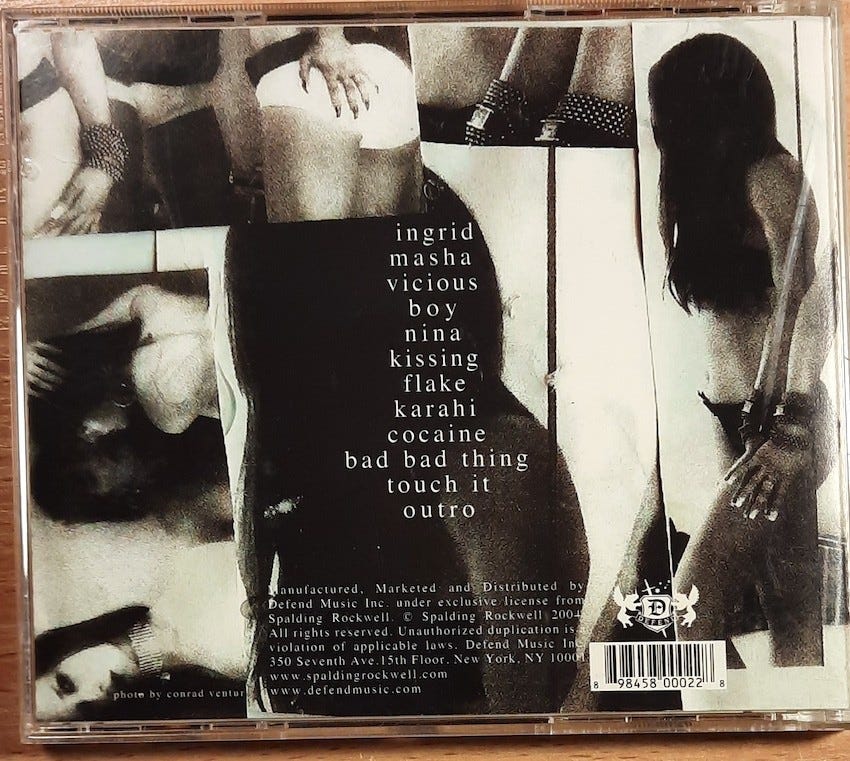 ingrid
masha
vicious
boy
nina
kissing
flake
karahi
cocaine
bad bad thing
touch it
outro
Manufactured, Marketed and Distributed by
Defend Music Inc. under exclusive license from
Spalding Rockwell. © Spalding Rockwell 2004
All rights reserved. Unauthorized duplication is
violation of applicable laws. Defend Music Inc
350 Seventh Ave.15th Floor. New York, NY 10001
www.spaldingrockwell.com
photo by conrad ventur www.defendmusic.com
D
DEFEND
8 98458 00022 8